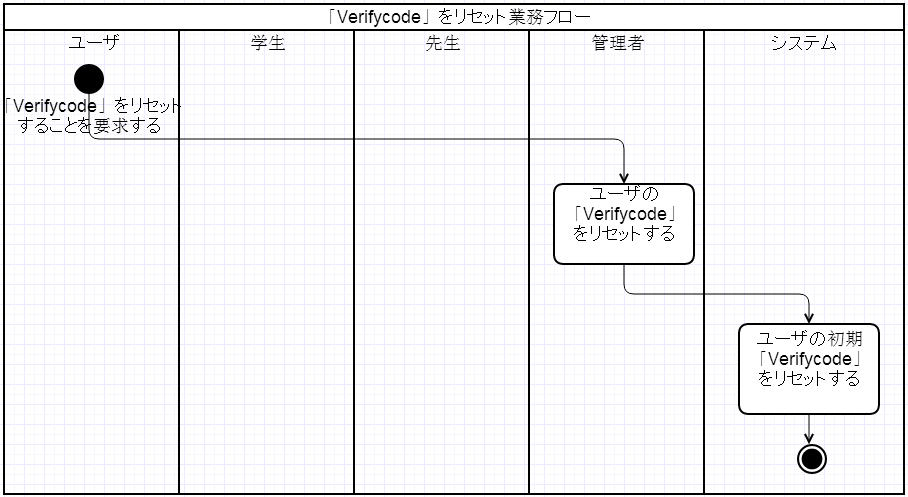 「Verifycode」をリセット業務フロー
ユーザ
学生
先生
管理者
システム
「Verifycode」をリセット
することを要求する
ユーザの
「Verifycode」
をリセットする
ユーザの初期
「Verifycode」
をリセットする